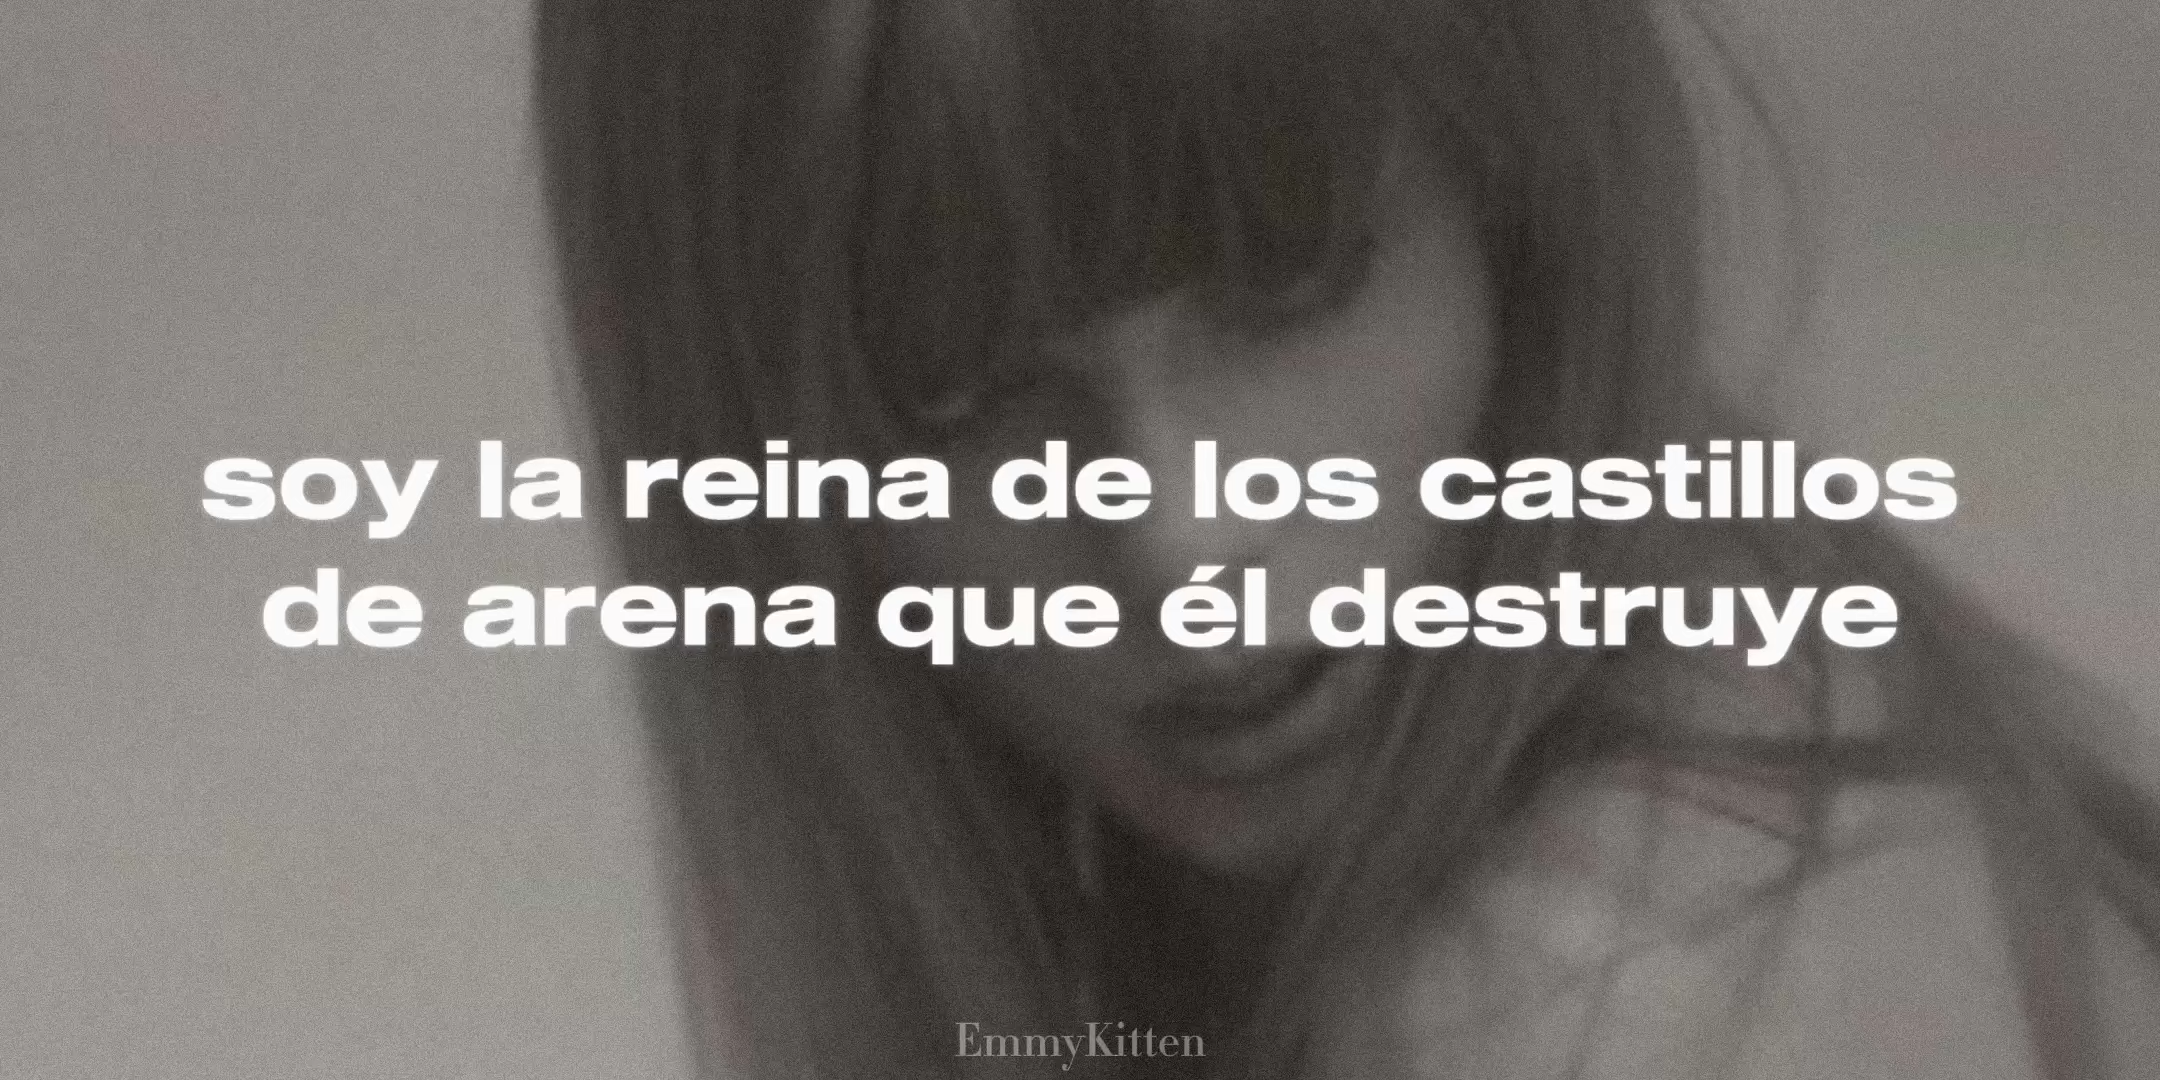 soy la reina de los castillos
de arena que él destruye
EmmyKitten